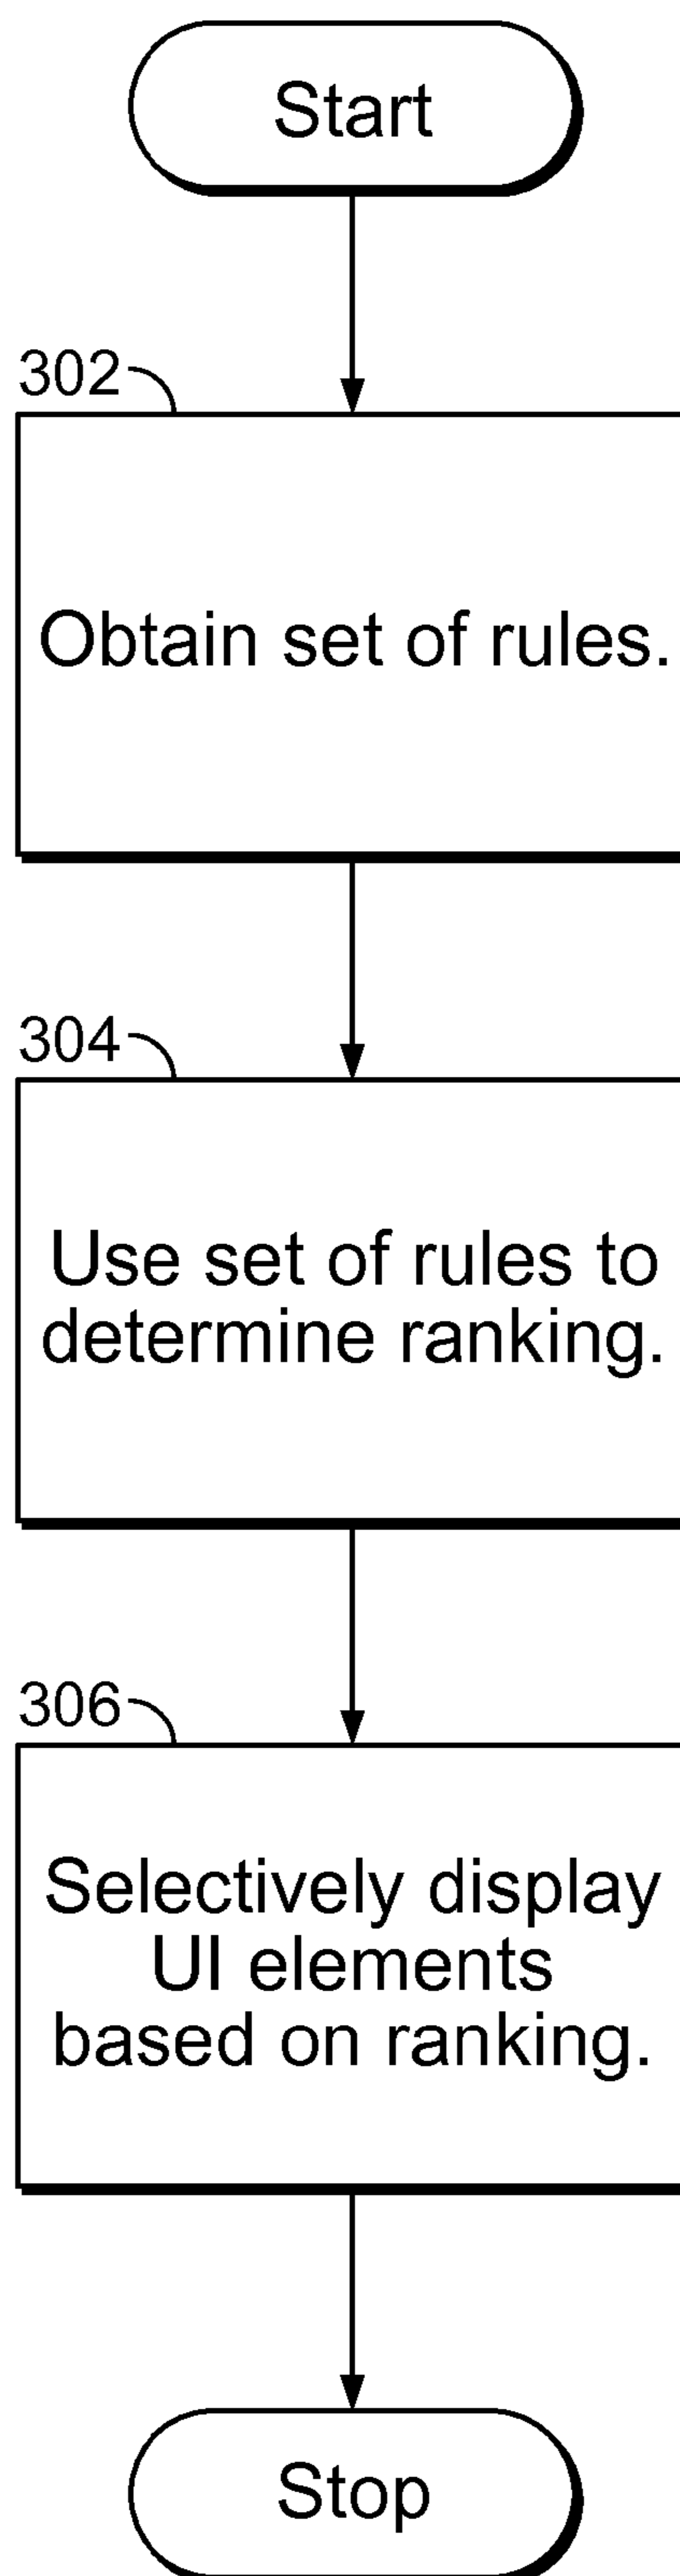 Start
302
Obtain set of rules.
304
Use set of rules to
determine ranking.
306
Selectively display
UI elements
based on ranking.
Stop